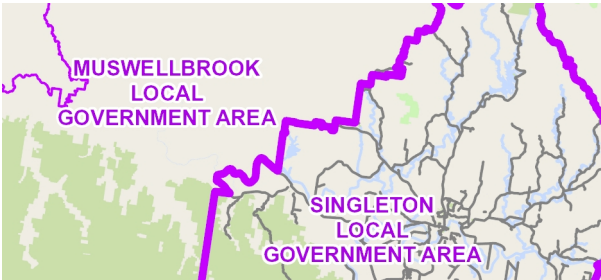 MUSWELLBROOK
LOCAL
GOVERNMENT AREA
SINGLETON
LOCAL
GOVERNMENT AREA